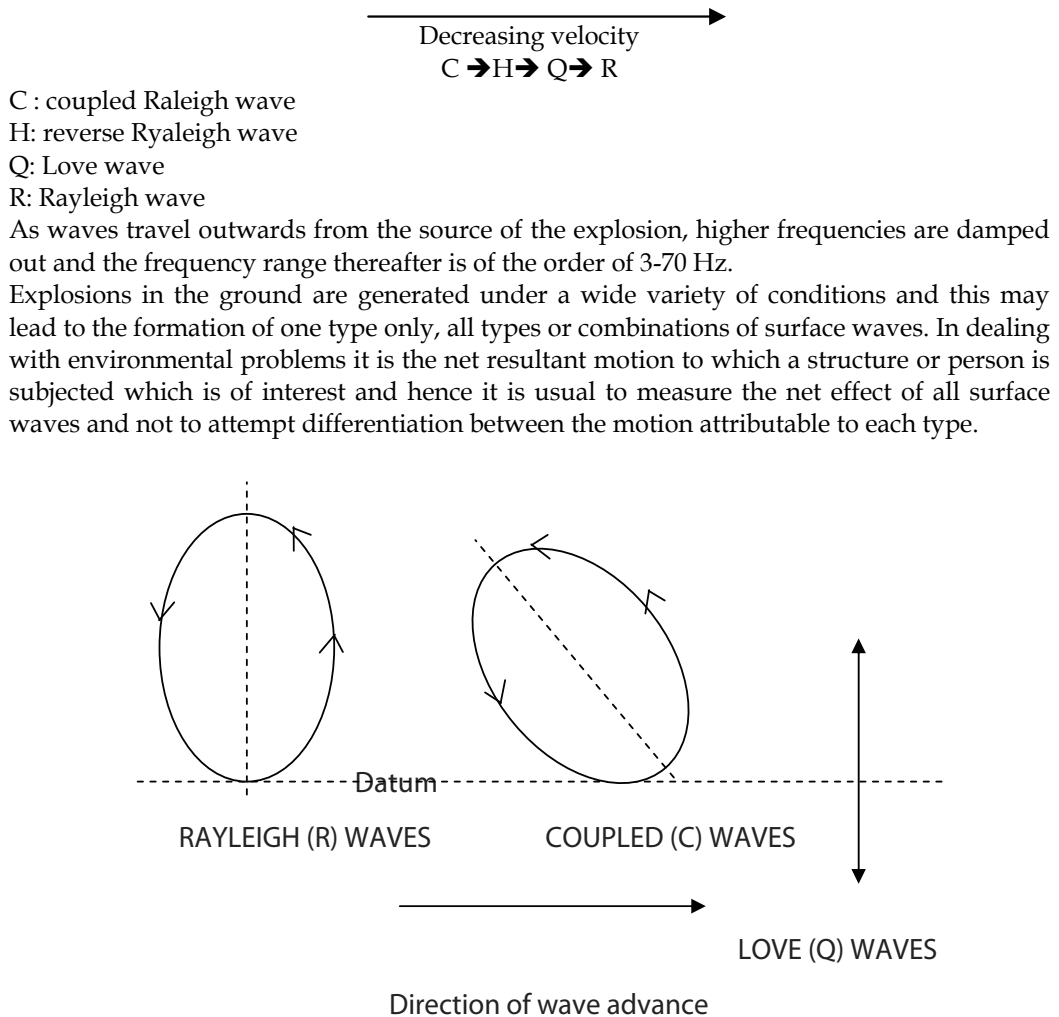 Decreasing velocity
C ➔H➔ Q➔ R
C : coupled Raleigh wave
H: reverse Ryaleigh wave
Q: Love wave
R: Rayleigh wave
As waves travel outwards from the source of the explosion, higher frequencies are damped
out and the frequency range thereafter is of the order of 3-70 Hz.
Explosions in the ground are generated under a wide variety of conditions and this may
lead to the formation of one type only, all types or combinations of surface waves. In dealing
with environmental problems it is the net resultant motion to which a structure or person is
subjected which is of interest and hence it is usual to measure the net effect of all surface
waves and not to attempt differentiation between the motion attributable to each type.
Datum
RAYLEIGH (R) WAVES
COUPLED (C) WAVES
LOVE (Q) WAVES
Direction of wave advance